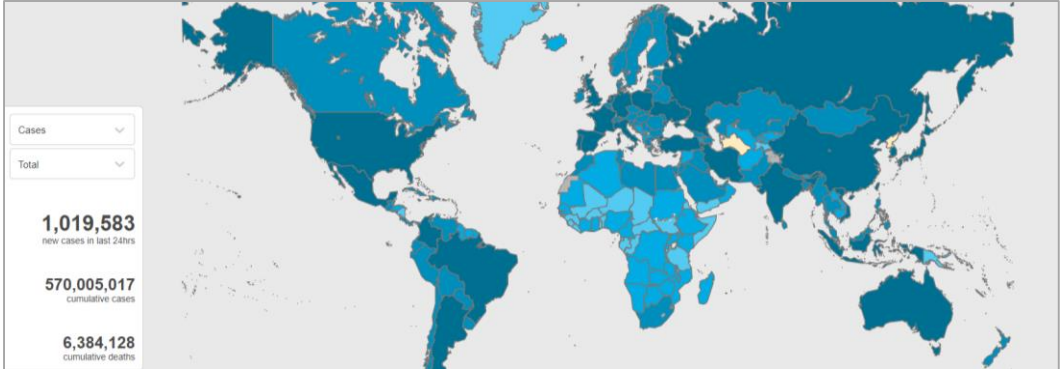 Cases
Total
1,019,583
new cases in last 24hrs
570,005,017
cumulative cases
6,384,128
cumulative deaths